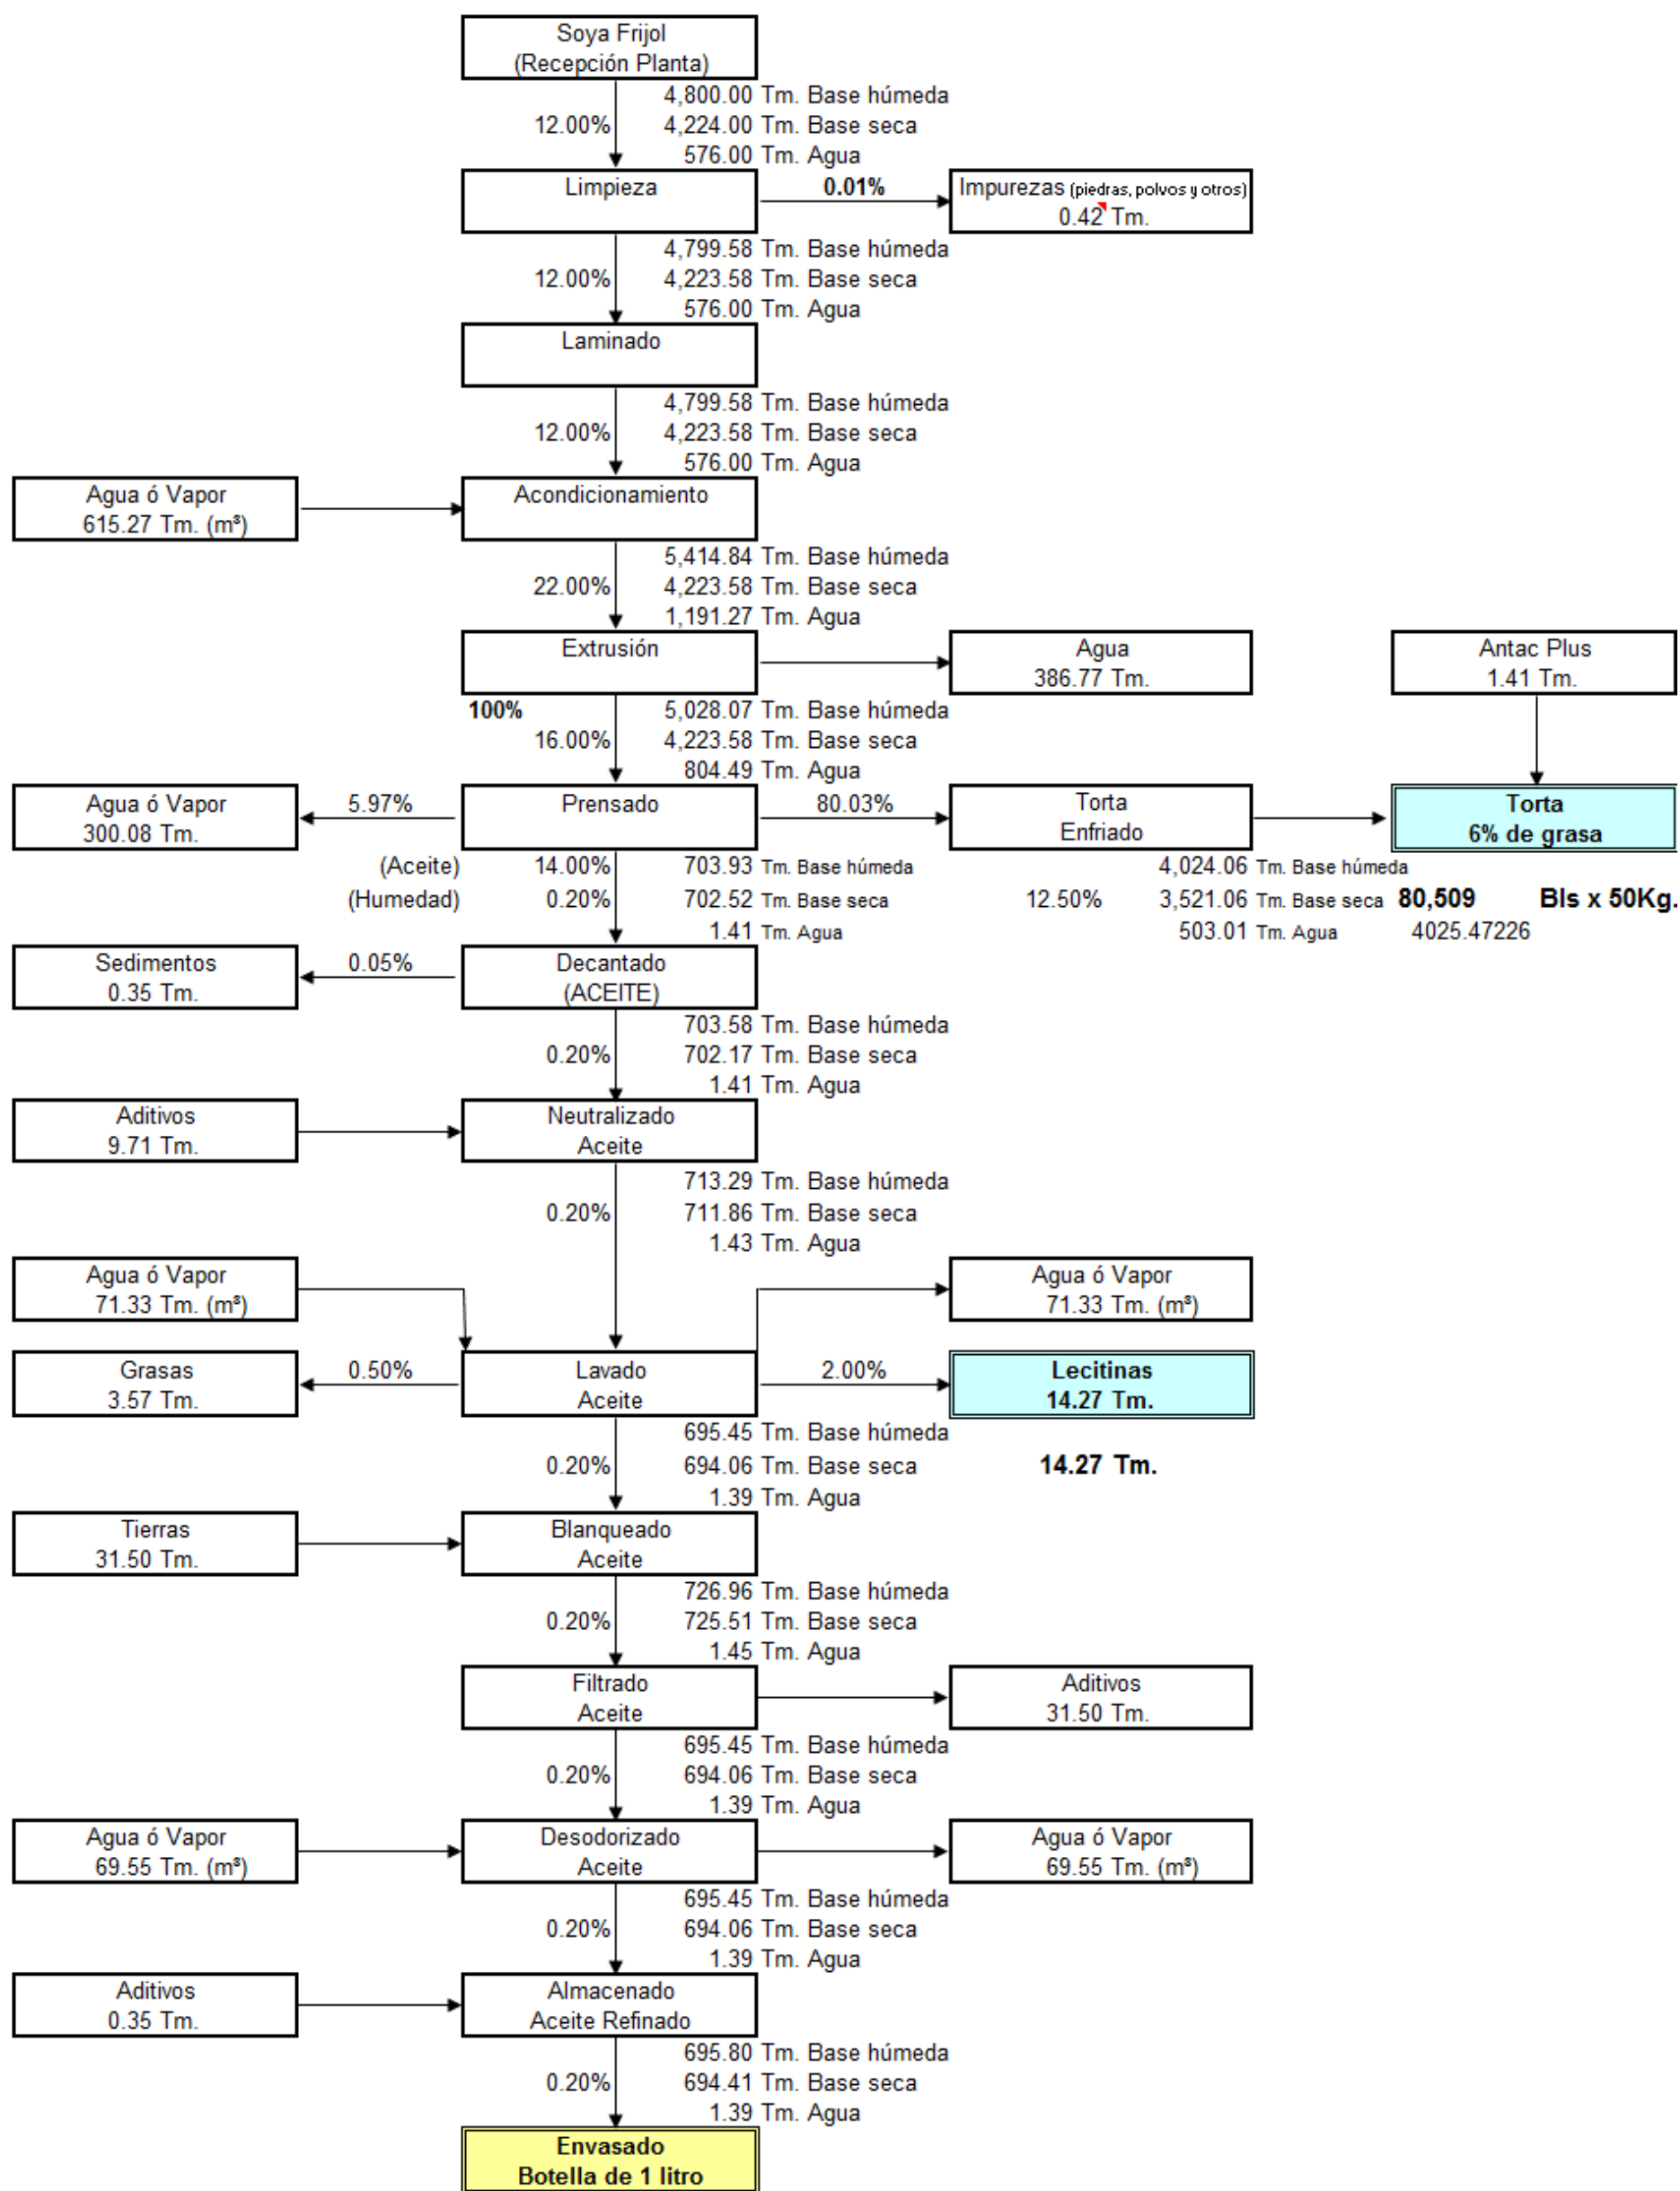 Soya Frijol
(Recepción Planta)
4,800.00 Tm. Base húmeda
12.00% 4,224.00 Tm. Base seca
576.00 Tm. Agua
Limpieza 0.01% Impurezas (piedras, polvos y otros)
0.42 Tm.
4,799.58 Tm. Base húmeda
12.00% 4,223.58 Tm. Base seca
576.00 Tm. Agua
Laminado
4,799.58 Tm. Base húmeda
12.00% 4,223.58 Tm. Base seca
576.00 Tm. Agua
Agua ó Vapor Acondicionamiento
615.27 Tm. (m³)
5,414.84 Tm. Base húmeda
22.00% 4,223.58 Tm. Base seca
1,191.27 Tm. Agua
Extrusión Agua Antac Plus
386.77 Tm. 1.41 Tm.
100% 5,028.07 Tm. Base húmeda
16.00% 4,223.58 Tm. Base seca
804.49 Tm. Agua
Agua ó Vapor 5.97% Prensado 80.03% Torta Torta
300.08 Tm. Enfriado 6% de grasa
(Aceite) 14.00% 703.93 Tm. Base húmeda 4,024.06 Tm. Base húmeda
(Humedad) 0.20% 702.52 Tm. Base seca 12.50% 3,521.06 Tm. Base seca 80,509 Bls x 50Kg.
1.41 Tm. Agua 503.01 Tm. Agua 4025.47226
Sedimentos 0.05% Decantado
0.35 Tm. (ACEITE)
703.58 Tm. Base húmeda
0.20% 702.17 Tm. Base seca
1.41 Tm. Agua
Aditivos Neutralizado
9.71 Tm. Aceite
713.29 Tm. Base húmeda
0.20% 711.86 Tm. Base seca
1.43 Tm. Agua
Agua ó Vapor Agua ó Vapor
71.33 Tm. (m³) 71.33 Tm. (m³)
Grasas 0.50% Lavado 2.00% Lecitinas
3.57 Tm. Aceite 14.27 Tm.
695.45 Tm. Base húmeda
0.20% 694.06 Tm. Base seca 14.27 Tm.
1.39 Tm. Agua
Tierras Blanqueado
31.50 Tm. Aceite
726.96 Tm. Base húmeda
0.20% 725.51 Tm. Base seca
1.45 Tm. Agua
Filtrado Aditivos
Aceite 31.50 Tm.
695.45 Tm. Base húmeda
0.20% 694.06 Tm. Base seca
1.39 Tm. Agua
Agua ó Vapor Desodorizado Agua ó Vapor
69.55 Tm. (m³) Aceite 69.55 Tm. (m³)
695.45 Tm. Base húmeda
0.20% 694.06 Tm. Base seca
1.39 Tm. Agua
Aditivos Almacenado
0.35 Tm. Aceite Refinado
695.80 Tm. Base húmeda
0.20% 694.41 Tm. Base seca
1.39 Tm. Agua
Envasado
Botella de 1 litro